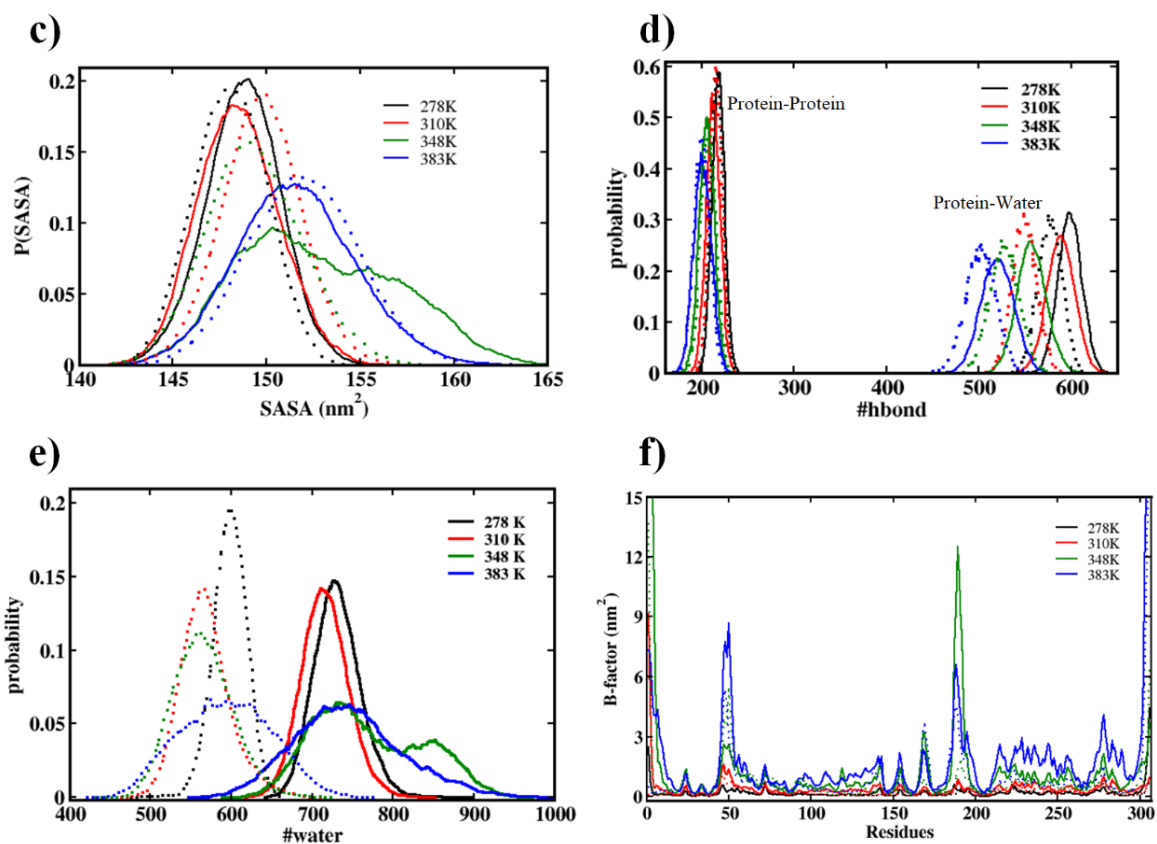 c)
0.2
0.15
0.1
0.05
0
P(SASA)
278K
310K
348K
383K
140
145
150
155
160
165
SASA (nm2)
d)
0.6
0.5
0.4
0.3
0.2
0.1
0
probability
Protein-Protein
278K
310K
348K
383K
Protein-Water
200
300
400
500
600
#hbond
e)
0.2
0.15
0.1
0.05
0
probability
278 K
310 K
348 K
383 K
400
500
600
700
800
900
1000
#water
f)
15
12
9
6
3
0
B-factor (nm2)
278K
310K
348K
383K
0
50
100
150
200
250
300
Residues